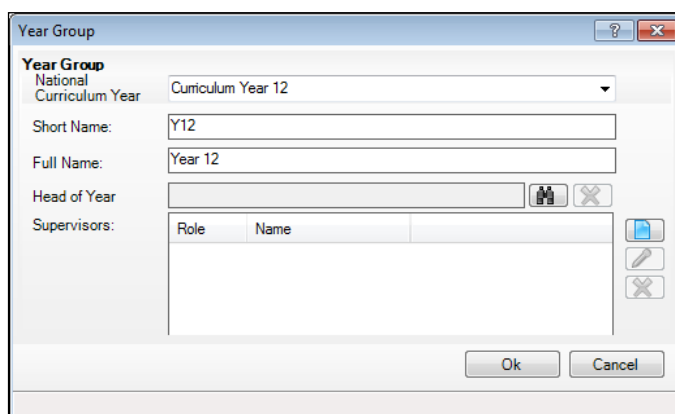 Year Group
?
Year Group
National
Curriculum Year
Curriculum Year 12
Short Name:
Y12
Full Name:
Year 12
Head of Year
Supervisors:
Role Name
Ok Cancel